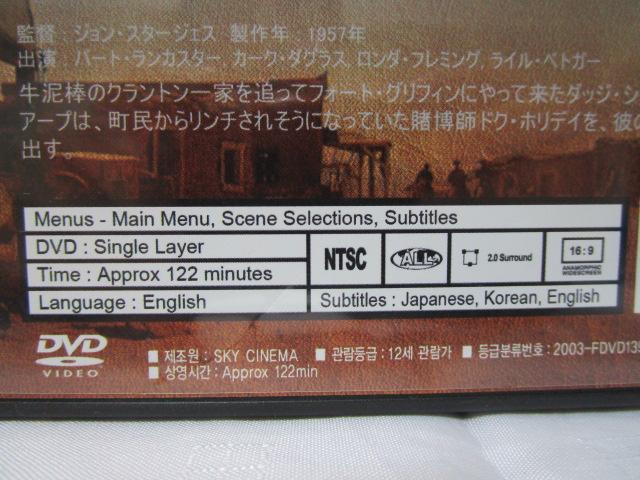 監督：ジョン・スタージェス 製作年 1957年
出演：バート・ランカスター, カーク・ダグラス, ロンダ・フレミング, ライル・ベトガー
牛泥棒のクラントン一家を追ってフォート・グリフィンにやって来たダッジ・シ
アープは、町民からリンチされそうになっていた賭博師ドク・ホリデイを、彼の
出す。
Menus - Main Menu, Scene Selections, Subtitles
DVD : Single Layer
Time : Approx 122 minutes
NTSC
ALL
2.0 Surround
16:9
ANAMORPHIC
WIDESCREEN
Language : English
Subtitles : Japanese, Korean, English
DVD
VIDEO
■ 제조원 : SKY CINEMA ■ 관람등급 : 12세 관람가 ■ 등급분류번호 : 2003-FDVD139
■ 상영시간 : Approx 122min